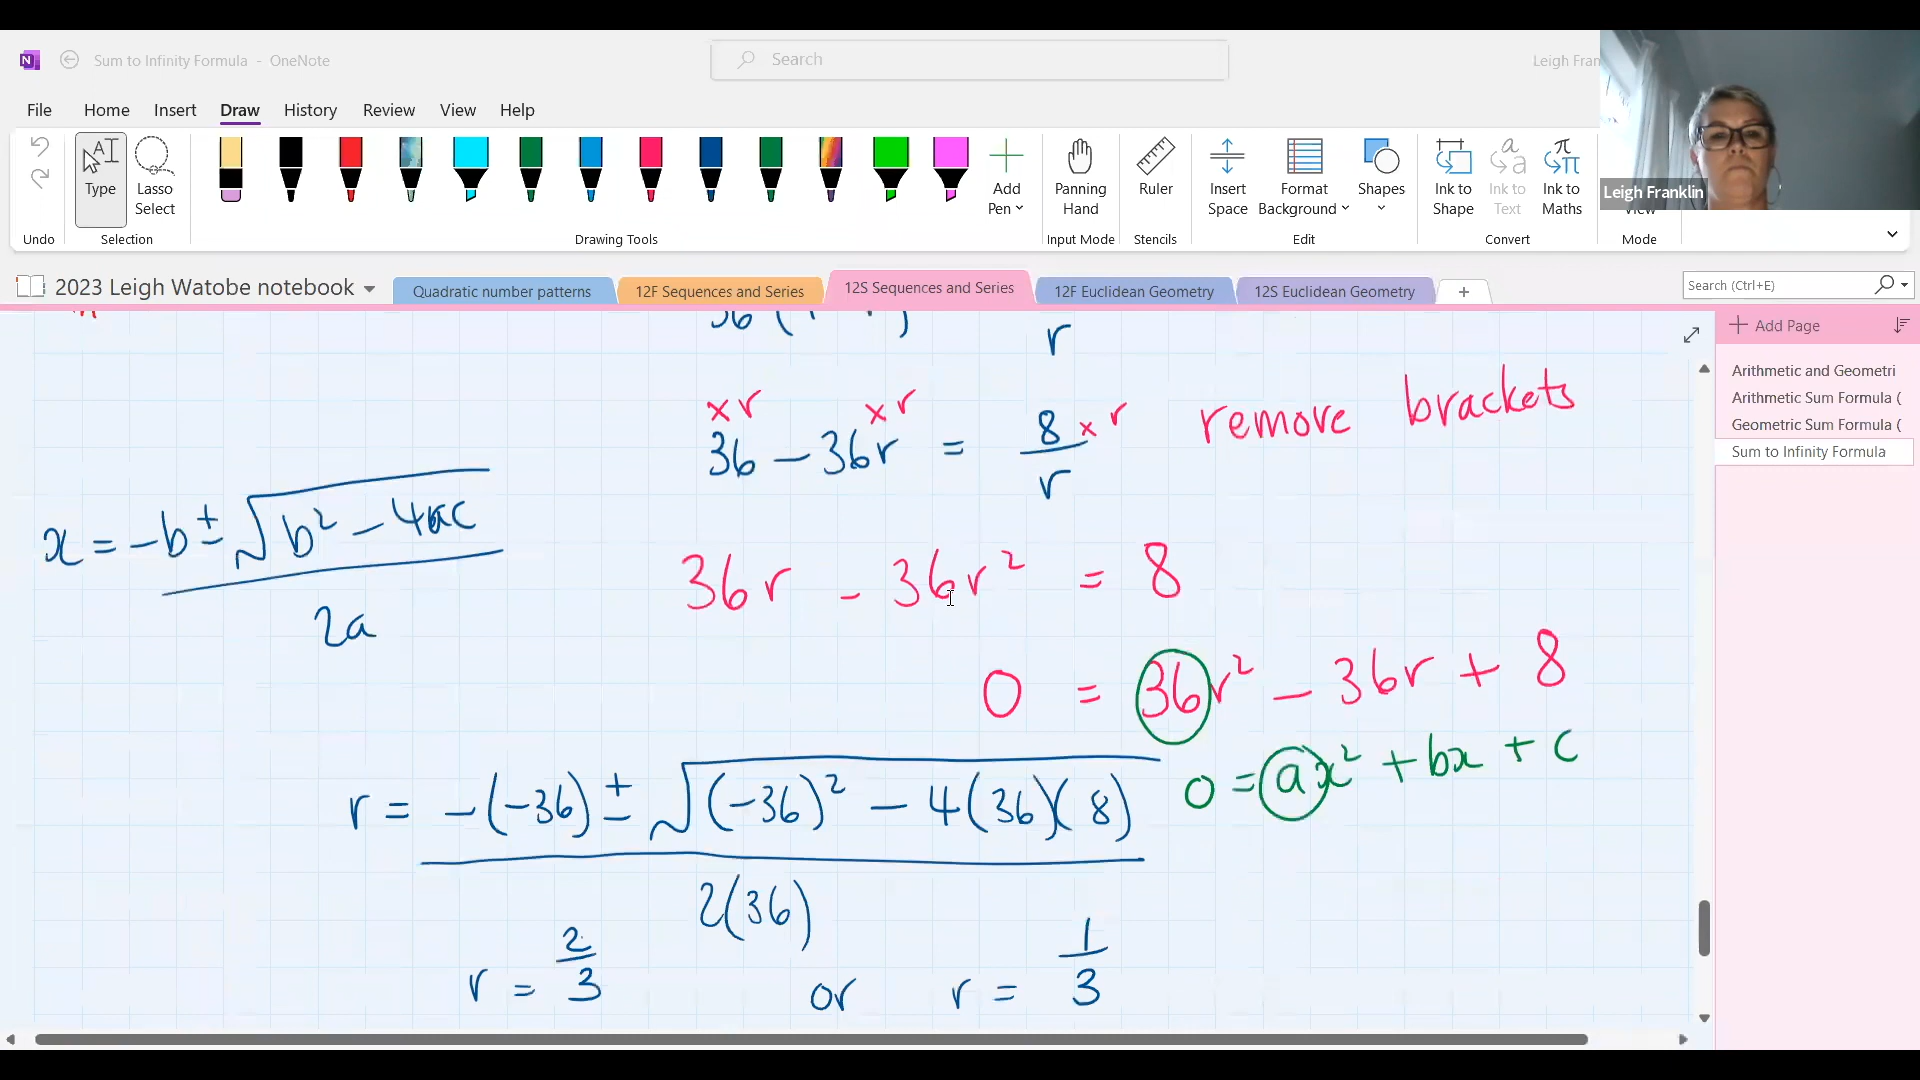 Sum to Infinity Formula - OneNote
Search
Leigh Fran
File Home Insert Draw History Review View Help
Undo
Type
Lasso Select
Selection
Drawing Tools
Add Pen
Panning Hand
Input Mode
Ruler
Stencils
Insert Space
Format Background
Shapes
Edit
Ink to Shape
Ink to Text
Ink to Maths
Convert
View
Mode
Leigh Franklin
2023 Leigh Watobe notebook
Quadratic number patterns
12F Sequences and Series
12S Sequences and Series
12F Euclidean Geometry
12S Euclidean Geometry
+
Search (Ctrl+E)
Add Page
Arithmetic and Geometri
Arithmetic Sum Formula (
Geometric Sum Formula (
Sum to Infinity Formula
r
×r ×r ×r
36 - 36r = 8/r
remove brackets
x = -b ± √(b² - 4ac) / 2a
36r - 36r² = 8
0 = 36r² - 36r + 8
0 = ax² + bx + c
r = -(-36) ± √((-36)² - 4(36)(8)) / 2(36)
r = 2/3 or r = 1/3